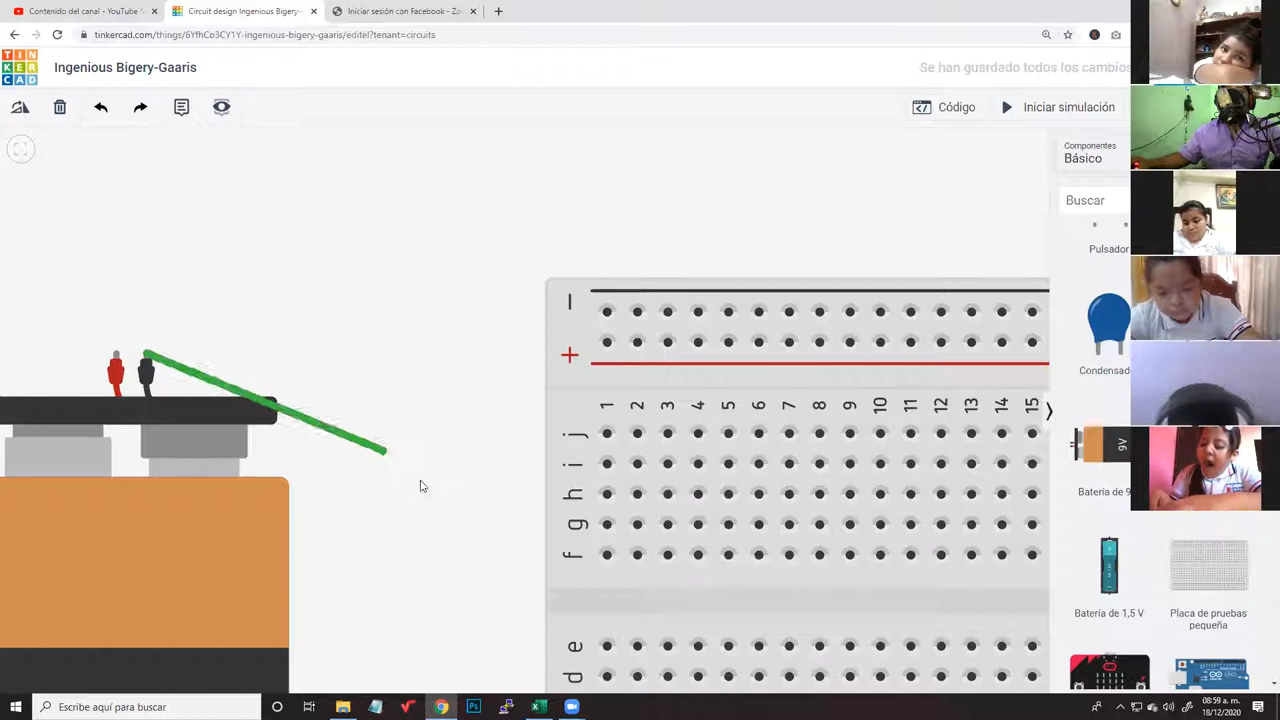 Contenido del canal - YouTube S
Circuit design Ingenious Bigery-
Iniciar sesión con Facebook - Zo
tinkercad.com/things/6YfhCo3CY1Y-ingenious-bigery-gaaris/editel?tenant=circuits
TIN
KER
CAD
Ingenious Bigery-Gaaris
Se han guardado todos los cambios
Código
Iniciar simulación
Componentes
Básico
Buscar
Pulsador
Condensad
9V
Batería de 9
Batería de 1,5 V
Placa de pruebas
pequeña
1 2 3 4 5 6 7 8 9 10 11 12 13 14 15
j
i
h
g
f
e
d
Escribe aquí para buscar
08:59 a. m.
18/12/2020